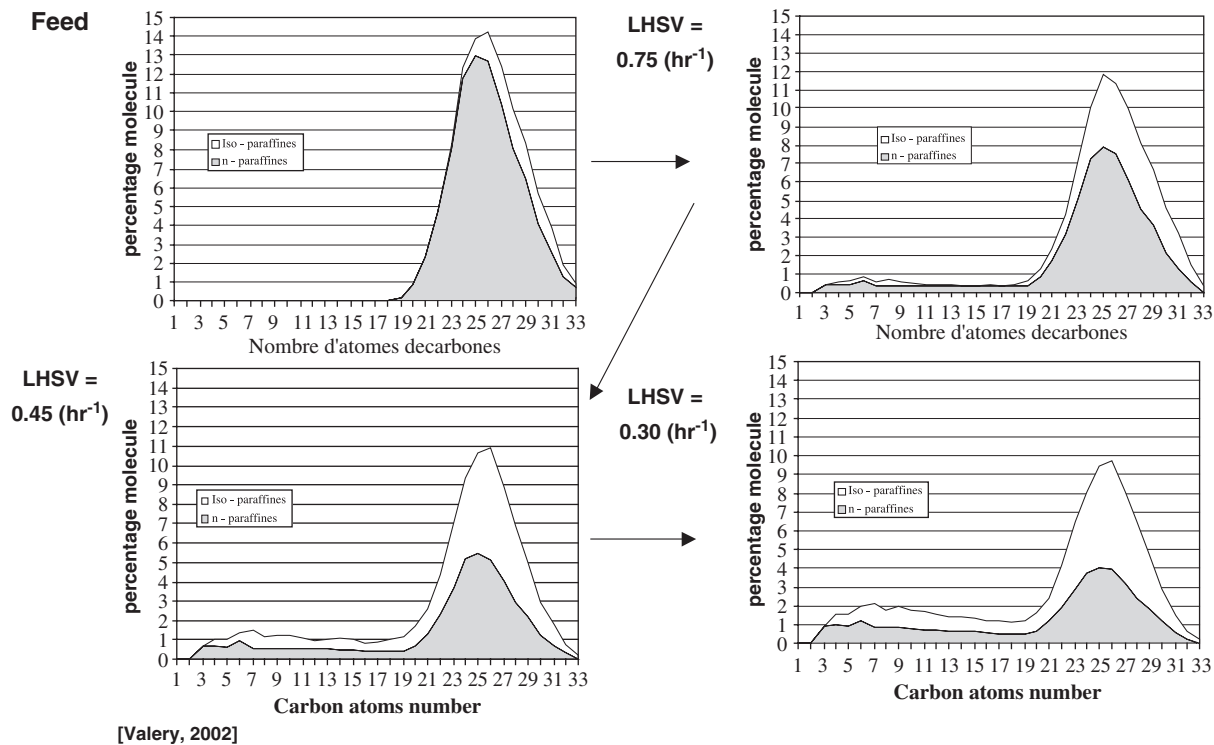 Feed
percentage molecule
15
14
13
12
11
10
9
8
7
6
5
4
3
2
1
0
Iso - paraffines
n - paraffines
1 3 5 7 9 11 13 15 17 19 21 23 25 27 29 31 33
Nombre d'atomes decarbones
LHSV =
0.75 (hr-1)
percentage molecule
15
14
13
12
11
10
9
8
7
6
5
4
3
2
1
0
Iso - paraffines
n - paraffines
1 3 5 7 9 11 13 15 17 19 21 23 25 27 29 31 33
Nombre d'atomes decarbones
LHSV =
0.45 (hr-1)
percentage molecule
15
14
13
12
11
10
9
8
7
6
5
4
3
2
1
0
Iso - paraffines
n - paraffines
1 3 5 7 9 11 13 15 17 19 21 23 25 27 29 31 33
Carbon atoms number
LHSV =
0.30 (hr-1)
percentage molecule
15
14
13
12
11
10
9
8
7
6
5
4
3
2
1
0
Iso - paraffines
n - paraffines
1 3 5 7 9 11 13 15 17 19 21 23 25 27 29 31 33
Carbon atoms number
[Valery, 2002]